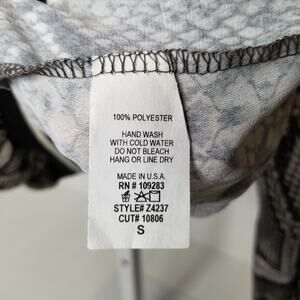 100% POLYESTER
HAND WASH
WITH COLD WATER
DO NOT BLEACH
HANG OR LINE DRY
MADE IN U.S.A.
RN # 109283
STYLE# Z4237
CUT# 10806
S